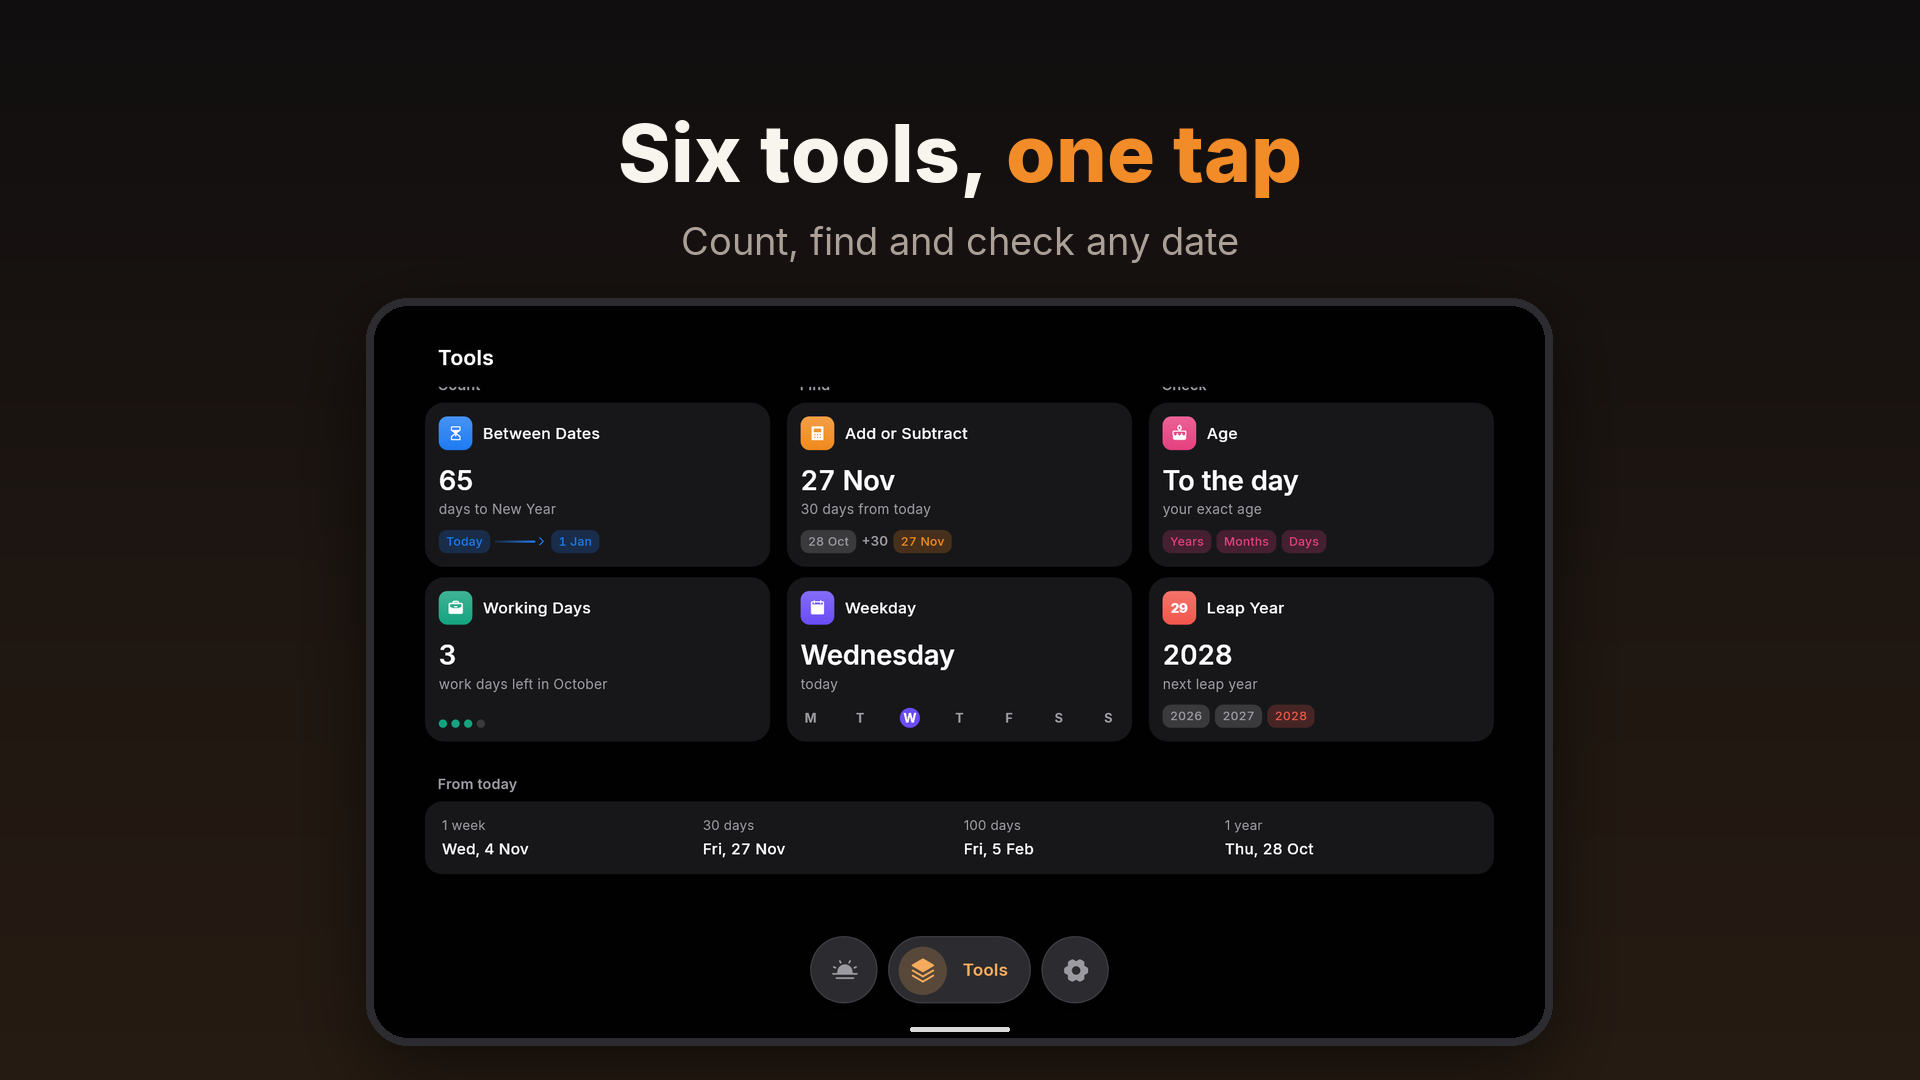 Six tools, one tap
Count, find and check any date
Tools
Count Find Check
Between Dates
65
days to New Year
Today 1 Jan
Add or Subtract
27 Nov
30 days from today
28 Oct +30 27 Nov
Age
To the day
your exact age
Years Months Days
Working Days
3
work days left in October
Weekday
Wednesday
today
M T W T F S S
29
Leap Year
2028
next leap year
2026 2027 2028
From today
1 week
Wed, 4 Nov
30 days
Fri, 27 Nov
100 days
Fri, 5 Feb
1 year
Thu, 28 Oct
Tools